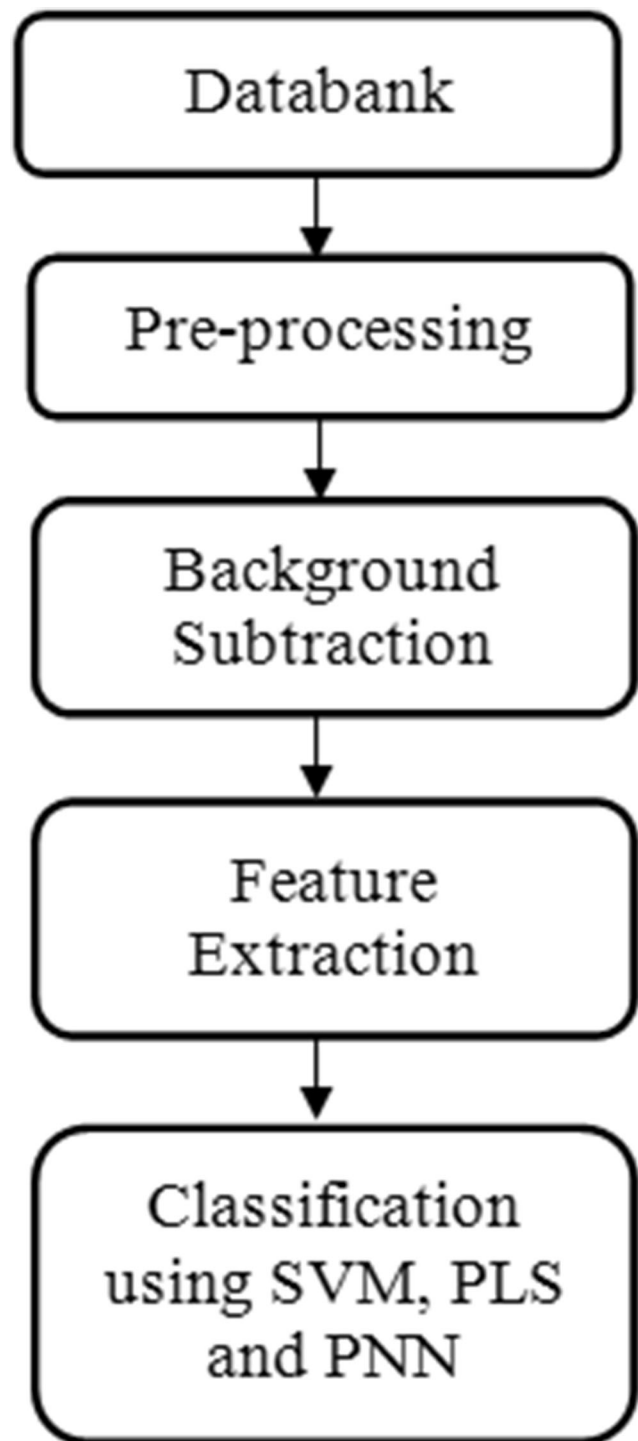 Databank
Pre-processing
Background
Subtraction
Feature
Extraction
Classification
using SVM, PLS
and PNN